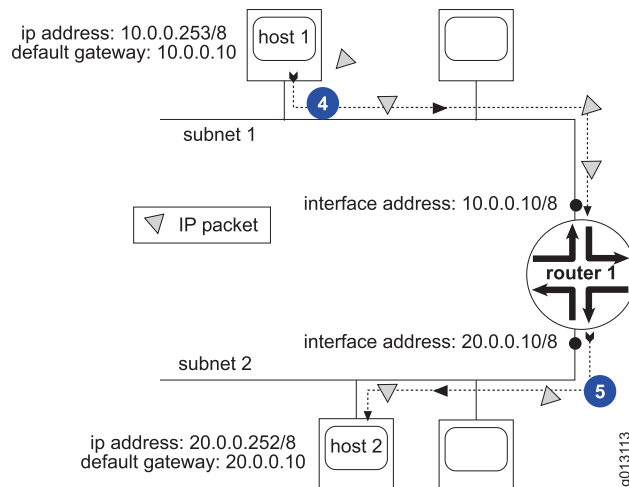 ip address: 10.0.0.253/8
default gateway: 10.0.0.10
host 1
4
subnet 1
interface address: 10.0.0.10/8
IP packet
router 1
interface address: 20.0.0.10/8
subnet 2
5
ip address: 20.0.0.252/8
default gateway: 20.0.0.10
host 2
g013113